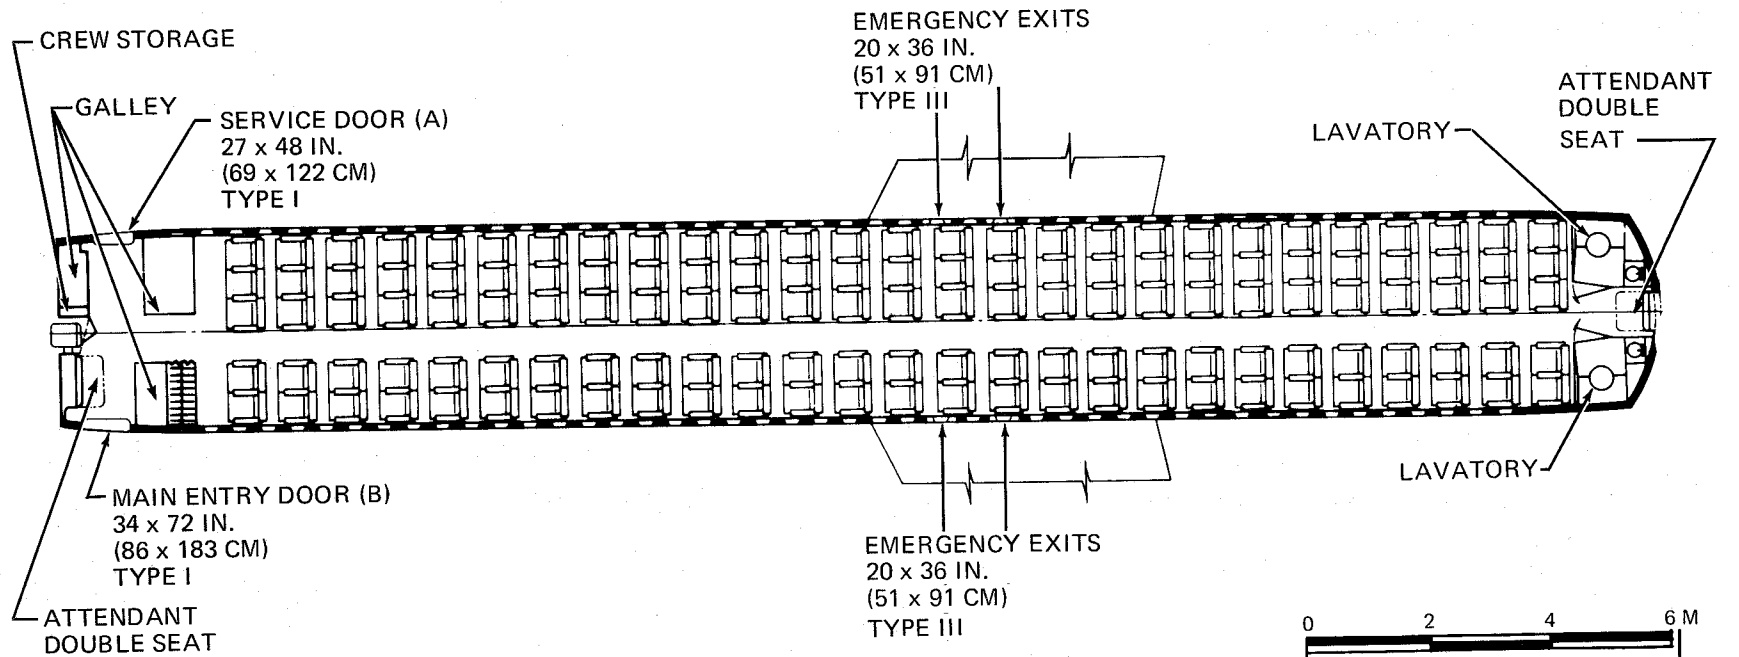 CREW STORAGE
GALLEY
SERVICE DOOR (A)
27 x 48 IN.
(69 x 122 CM)
TYPE I
EMERGENCY EXITS
20 x 36 IN.
(51 x 91 CM)
TYPE III
LAVATORY
ATTENDANT
DOUBLE
SEAT
MAIN ENTRY DOOR (B)
34 x 72 IN.
(86 x 183 CM)
TYPE I
ATTENDANT
DOUBLE SEAT
EMERGENCY EXITS
20 x 36 IN.
(51 x 91 CM)
TYPE III
LAVATORY
0 2 4 6 M